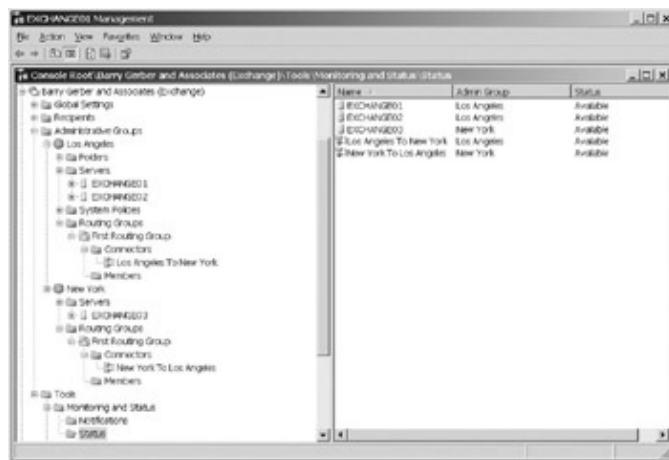 EXCHANGE01 Management
File Action View Favorites Window Help
Console Root\Barry Gerber and Associates (Exchange)\Tools\Monitoring and Status\Status
Barry Gerber and Associates (Exchange)
Global Settings
Recipients
Administrative Groups
Los Angeles
Folders
Servers
EXCHANGE01
EXCHANGE02
System Policies
Routing Groups
First Routing Group
Connectors
Los Angeles To New York
Members
New York
Servers
EXCHANGE03
Routing Groups
First Routing Group
Connectors
New York To Los Angeles
Members
Tools
Monitoring and Status
Notifications
Status
Name Admin Group Status
EXCHANGE01 Los Angeles Available
EXCHANGE02 Los Angeles Available
EXCHANGE03 New York Available
Los Angeles To New York Los Angeles Available
New York To Los Angeles New York Available